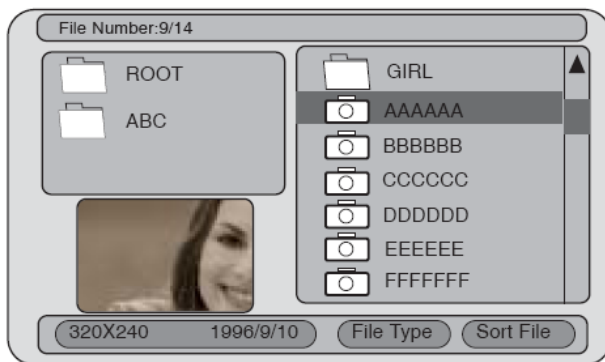 File Number:9/14
ROOT
ABC
GIRL
AAAAAA
BBBBBB
CCCCCC
DDDDDD
EEEEEE
FFFFFFF
320X240 1996/9/10 File Type Sort File